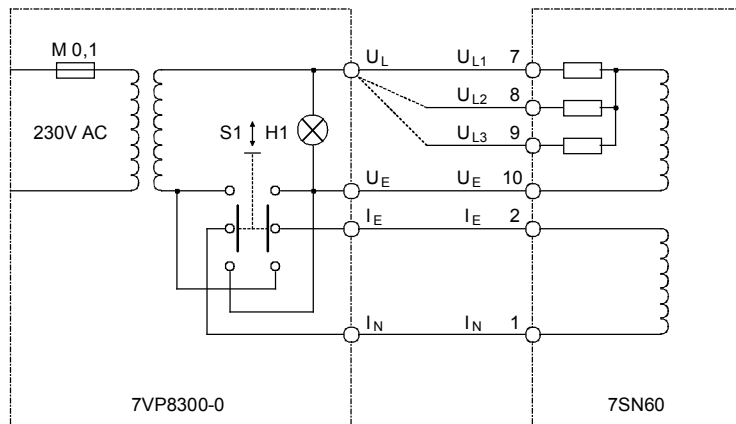 M 0,1
230V AC
S1
H1
U_L U_L1 7
U_L2 8
U_L3 9
U_E U_E 10
I_E I_E 2
I_N I_N 1
7VP8300-0
7SN60